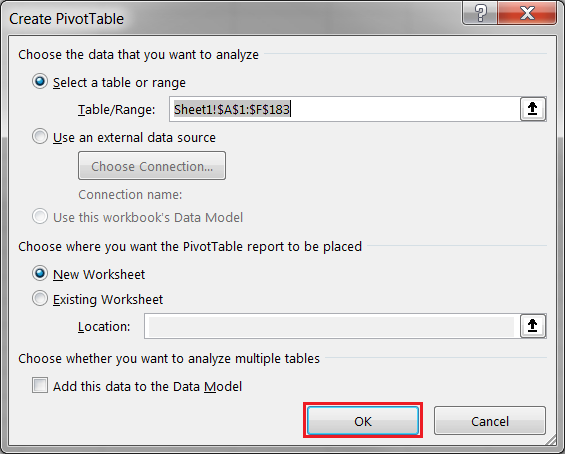 Create PivotTable
?
Choose the data that you want to analyze
Select a table or range
Table/Range: Sheet1!$A$1:$F$183
Use an external data source
Choose Connection...
Connection name:
Use this workbook's Data Model
Choose where you want the PivotTable report to be placed
New Worksheet
Existing Worksheet
Location:
Choose whether you want to analyze multiple tables
Add this data to the Data Model
OK Cancel